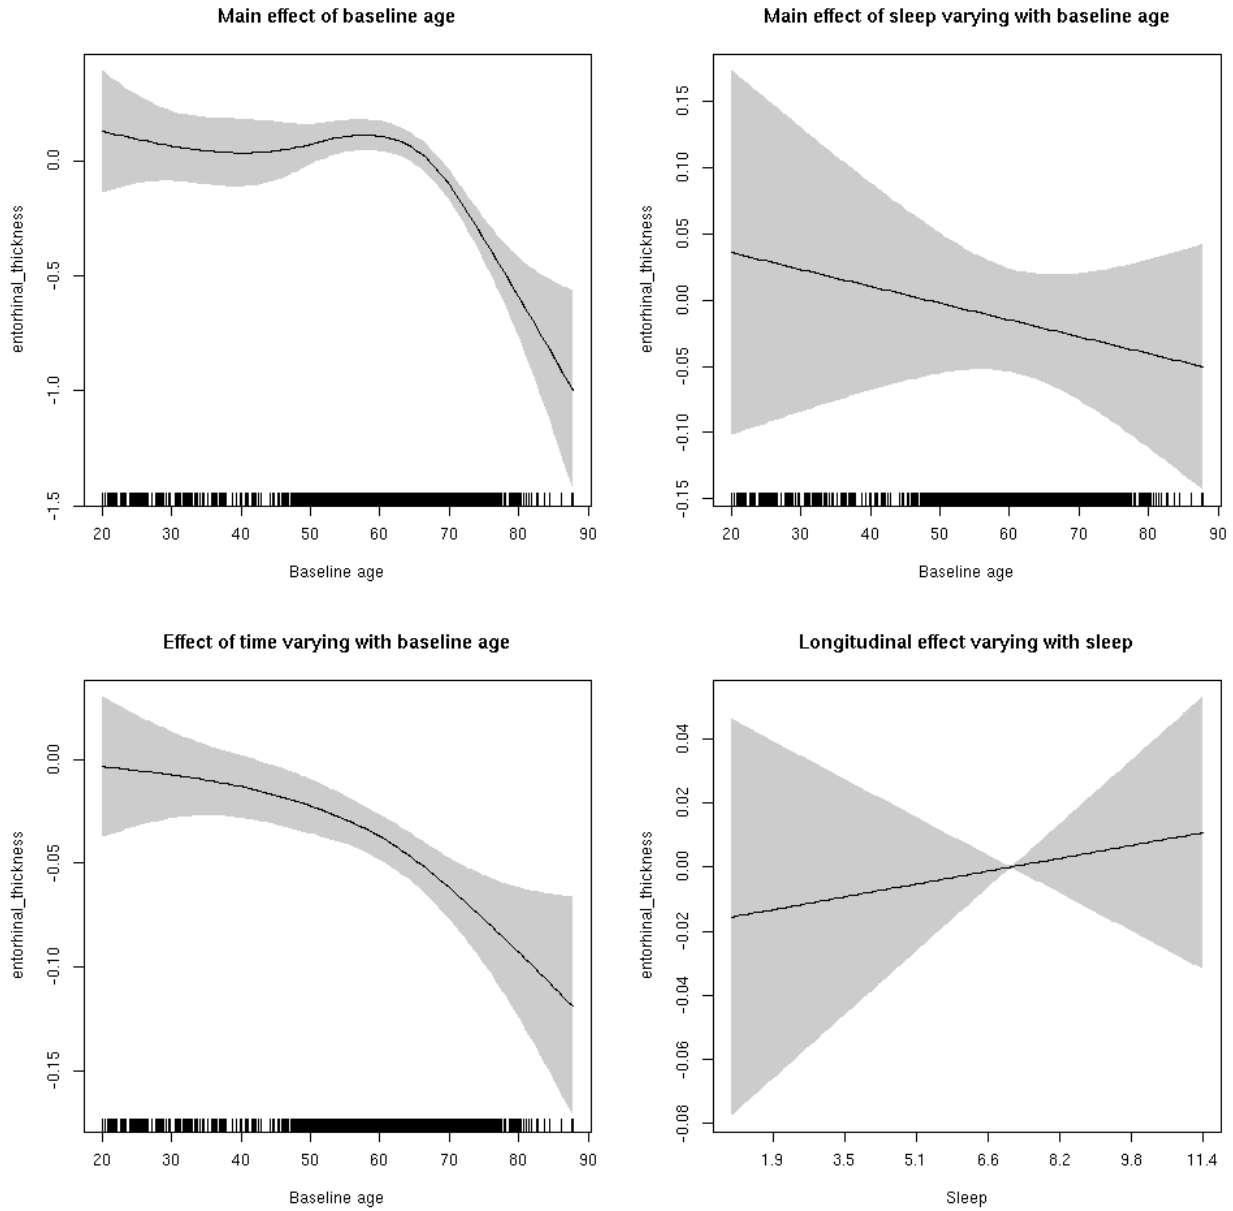 Main effect of baseline age
entorhinal_thickness
0.0
-0.5
-1.0
-1.5
20 30 40 50 60 70 80 90
Baseline age
Main effect of sleep varying with baseline age
entorhinal_thickness
0.15
0.10
0.05
0.00
-0.05
-0.10
-0.15
20 30 40 50 60 70 80 90
Baseline age
Effect of time varying with baseline age
entorhinal_thickness
0.00
-0.05
-0.10
-0.15
20 30 40 50 60 70 80 90
Baseline age
Longitudinal effect varying with sleep
entorhinal_thickness
0.04
0.02
0.00
-0.02
-0.04
-0.06
-0.08
1.9 3.5 5.1 6.6 8.2 9.8 11.4
Sleep